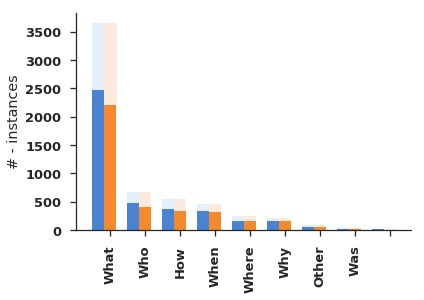 # - instances
3500
3000
2500
2000
1500
1000
500
0
What
Who
How
When
Where
Why
Other
Was